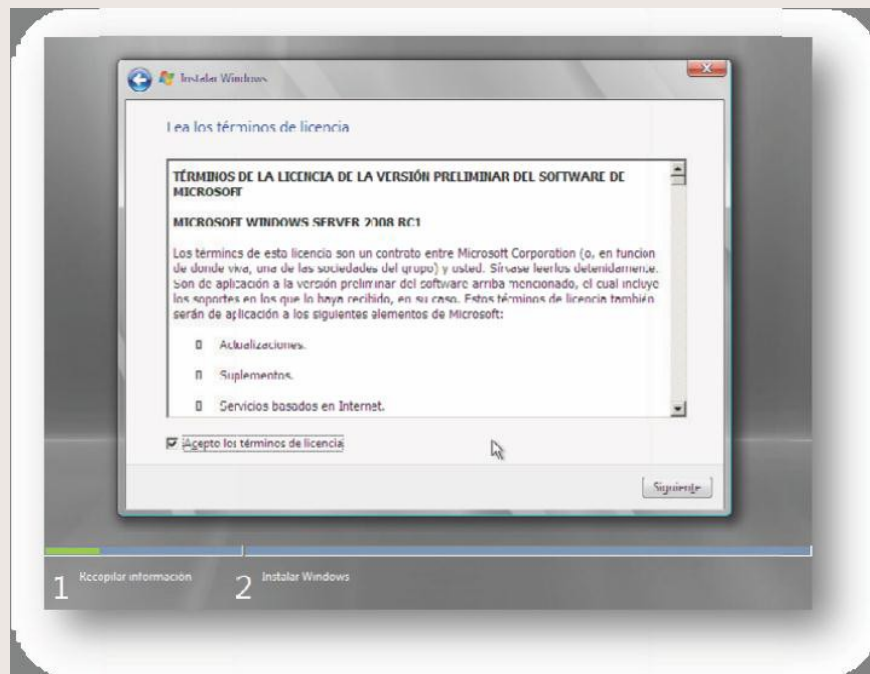 Instalar Windows
Lea los términos de licencia
TÉRMINOS DE LA LICENCIA DE LA VERSIÓN PRELIMINAR DEL SOFTWARE DE
MICROSOFT
MICROSOFT WINDOWS SERVER 2008 RC1
Los términos de esta licencia son un contrato entre Microsoft Corporation (o, en función
de donde viva, una de las sociedades del grupo) y usted. Sírvase leerlos detenidamente.
Son de aplicación a la versión preliminar del software arriba mencionado, el cual incluye
los soportes en los que lo haya recibido, en su caso. Estos términos de licencia también
serán de aplicación a los siguientes elementos de Microsoft:
Actualizaciones.
Suplementos.
Servicios basados en Internet.
Acepto los términos de licencia
Siguiente
1 Recopilar información 2 Instalar Windows